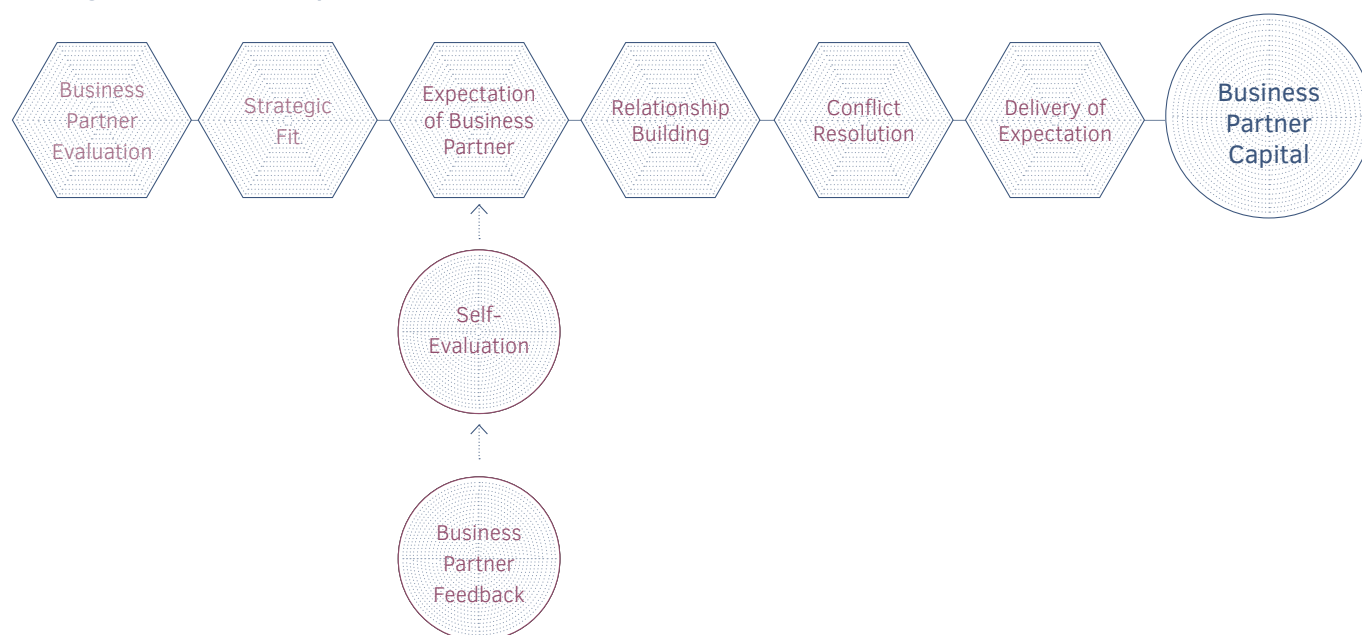 Business
Partner
Evaluation
Strategic
Fit
Expectation
of Business
Partner
Relationship
Building
Conflict
Resolution
Delivery of
Expectation
Business
Partner
Capital
Self-
Evaluation
Business
Partner
Feedback